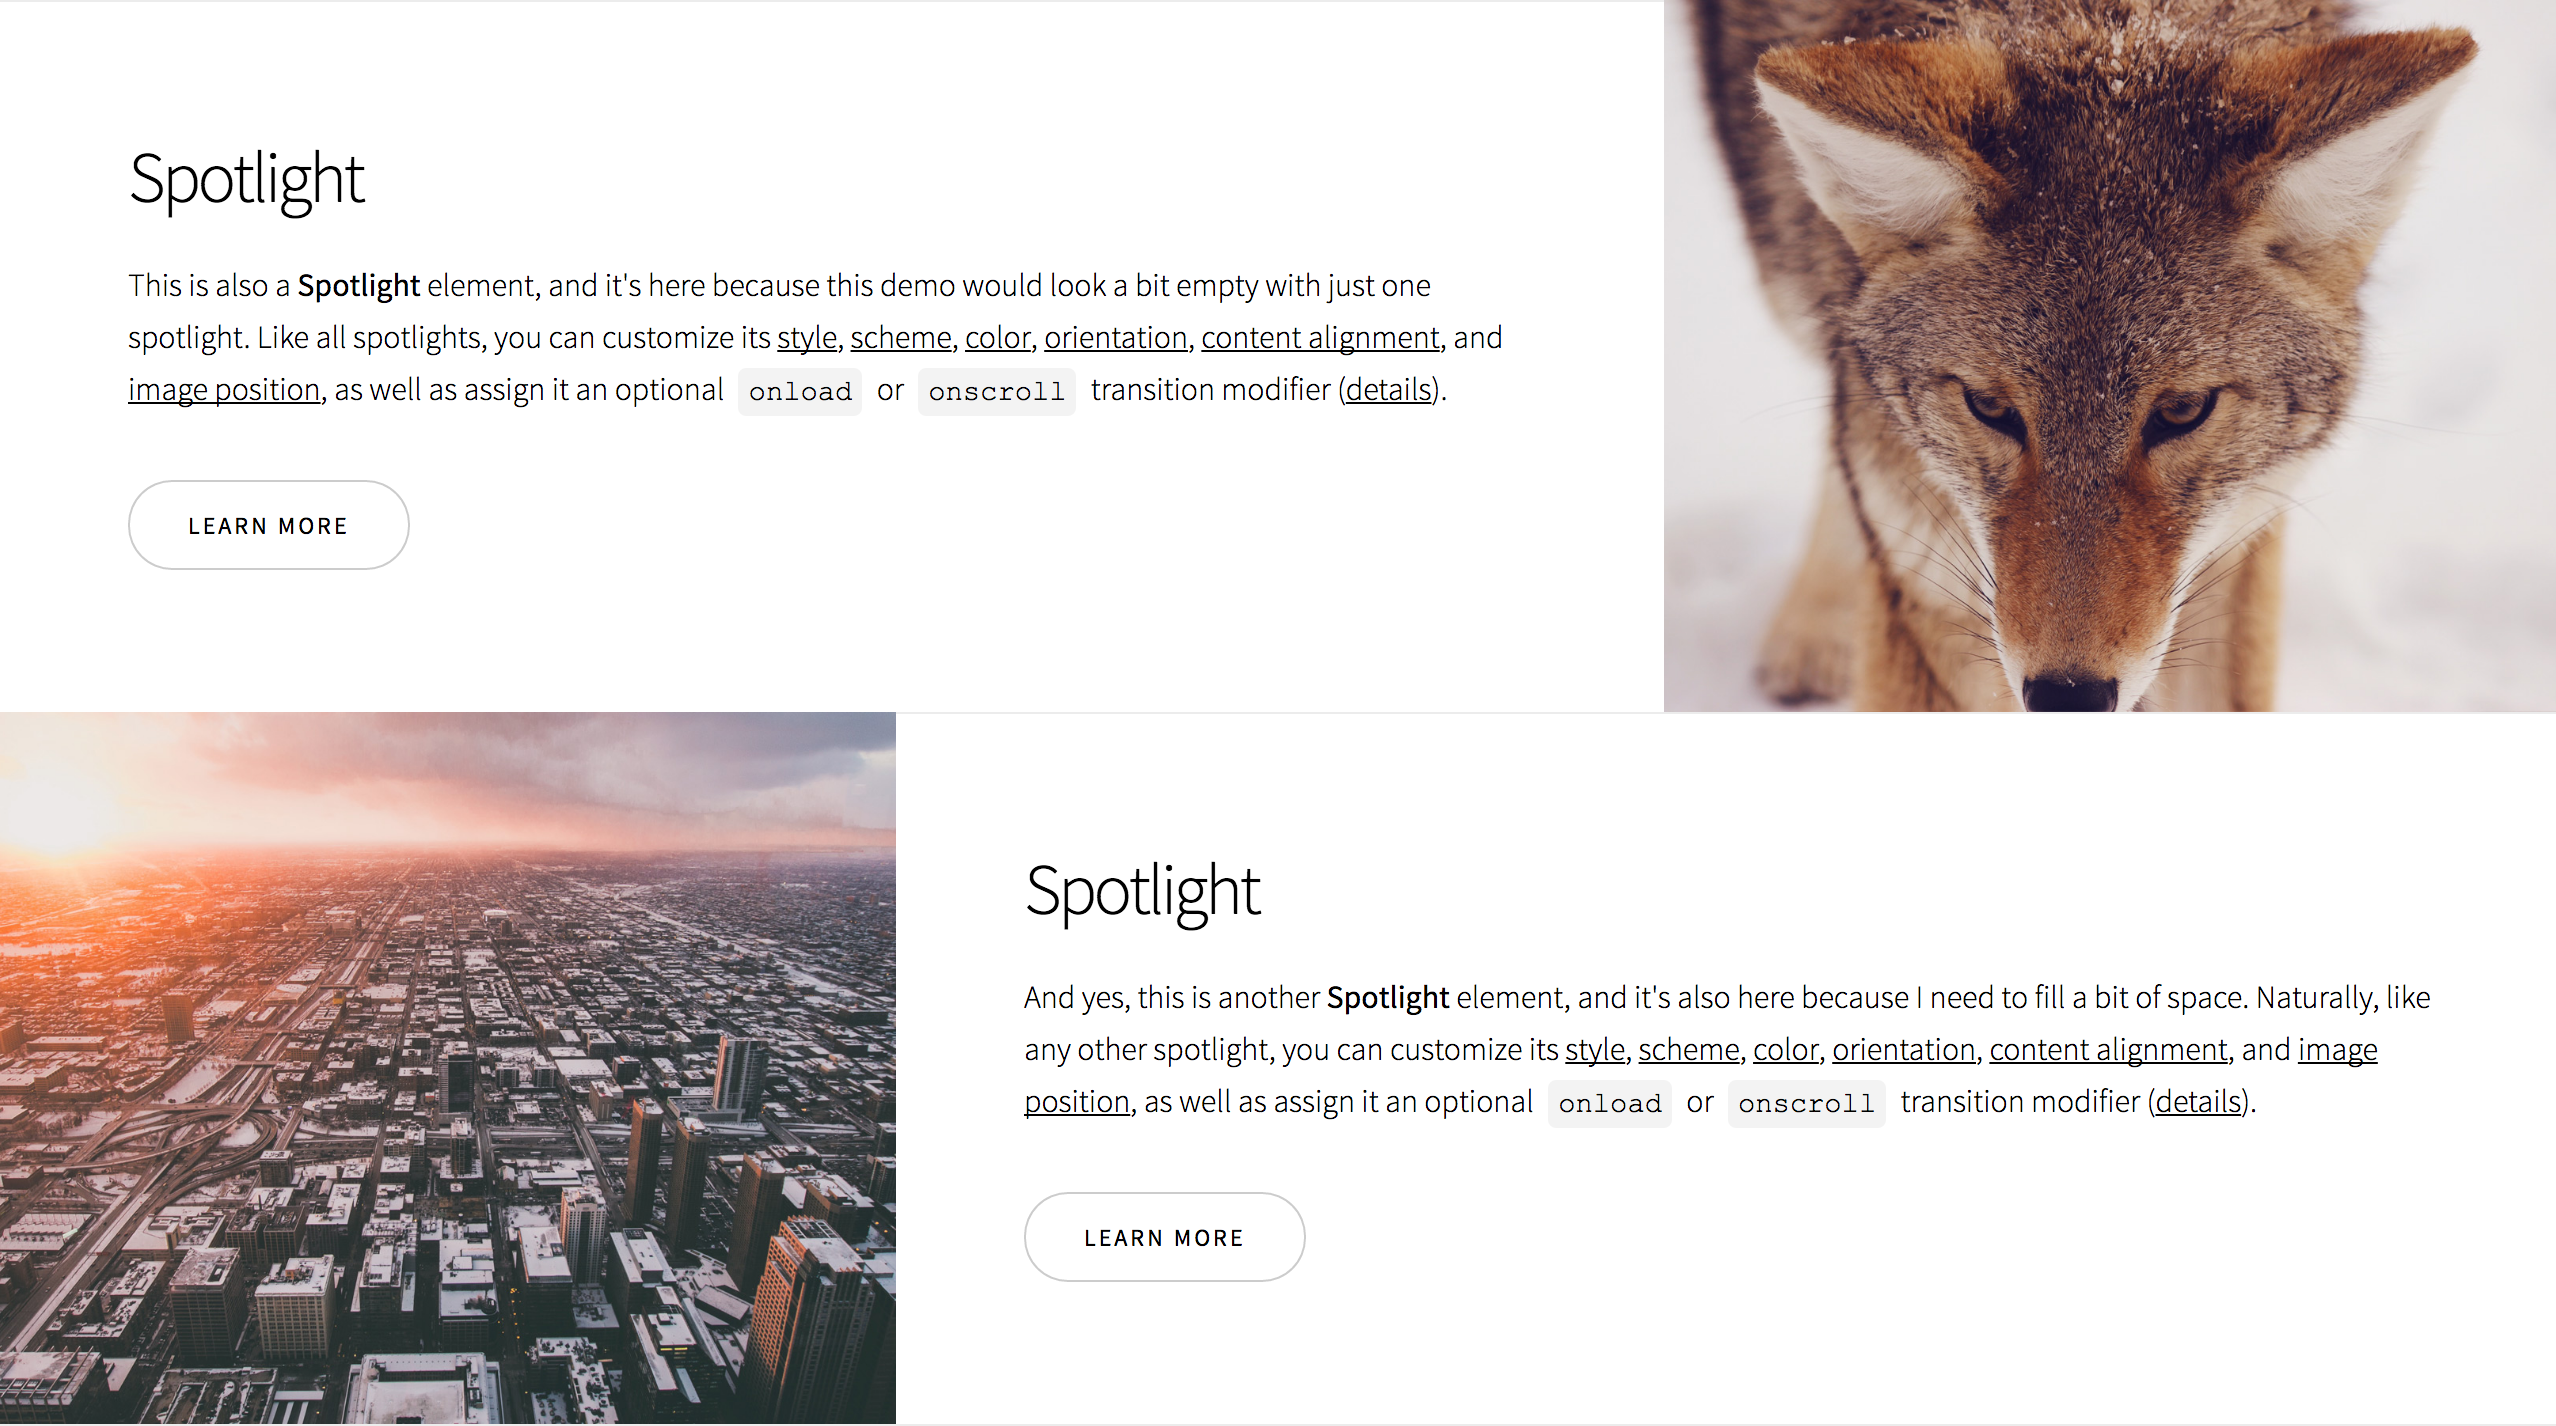 Spotlight
This is also a Spotlight element, and it's here because this demo would look a bit empty with just one
spotlight. Like all spotlights, you can customize its style, scheme, color, orientation, content alignment, and
image position, as well as assign it an optional onload or onscroll transition modifier (details).
LEARN MORE
Spotlight
And yes, this is another Spotlight element, and it's also here because I need to fill a bit of space. Naturally, like
any other spotlight, you can customize its style, scheme, color, orientation, content alignment, and image
position, as well as assign it an optional onload or onscroll transition modifier (details).
LEARN MORE